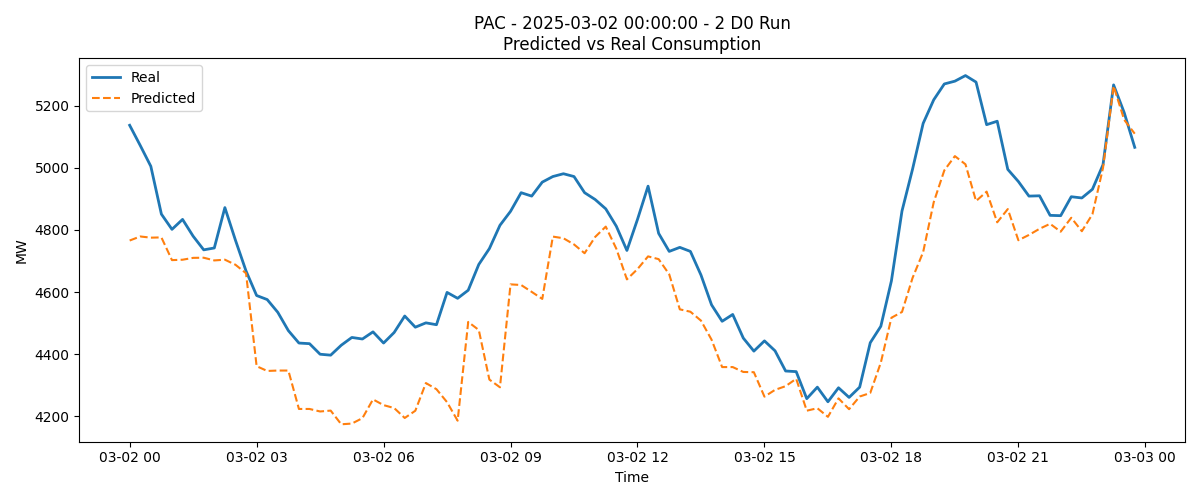 PAC - 2025-03-02 00:00:00 - 2 D0 Run
Predicted vs Real Consumption
Real
Predicted
MW
5200
5000
4800
4600
4400
4200
03-02 00
03-02 03
03-02 06
03-02 09
03-02 12
03-02 15
03-02 18
03-02 21
03-03 00
Time